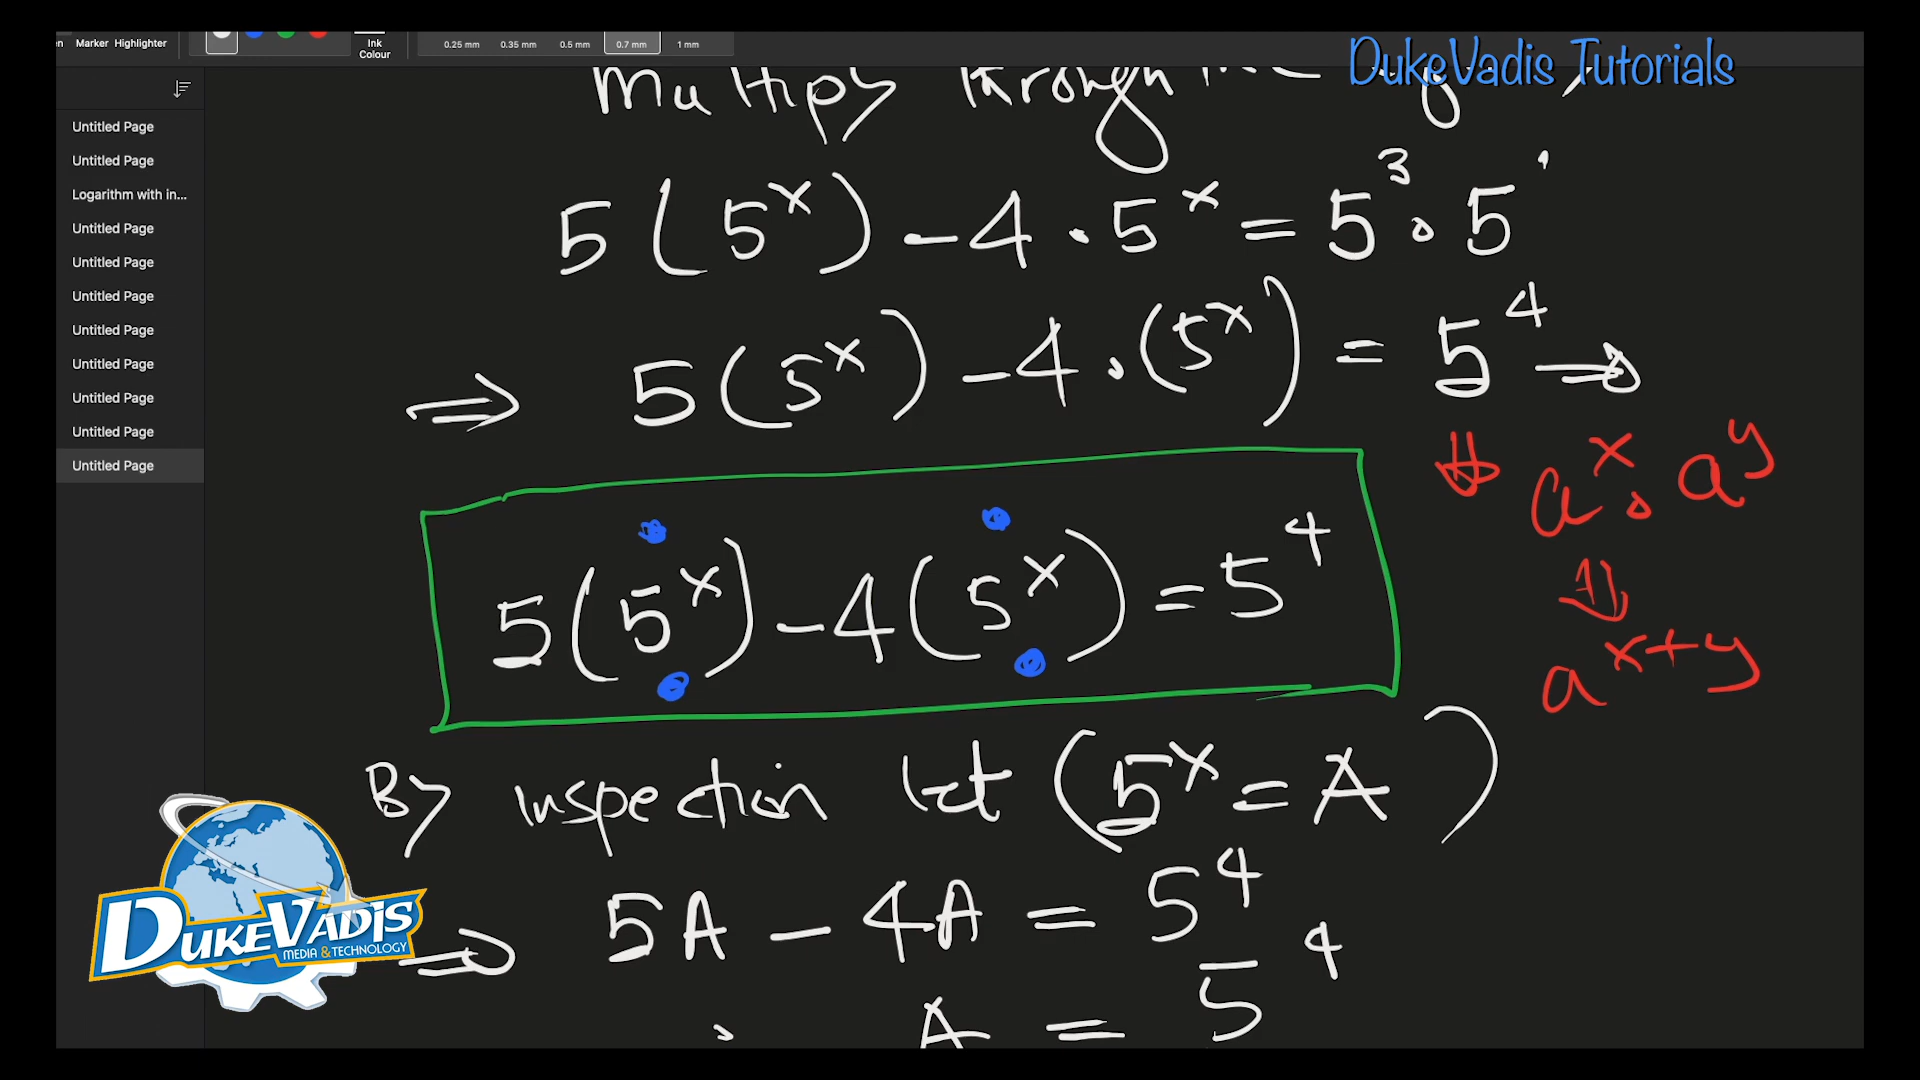 Marker Highlighter
Ink Colour
0.25 mm 0.35 mm 0.5 mm 0.7 mm 1 mm
DukeVadis Tutorials
Multiply through
Untitled Page
Untitled Page
Logarithm with in...
Untitled Page
Untitled Page
Untitled Page
Untitled Page
Untitled Page
Untitled Page
Untitled Page
Untitled Page
5(5^x) - 4 · 5^x = 5^3 · 5^1
⇒ 5(5^x) - 4 · (5^x) = 5^4 ⇒
a^x · a^y
⇓
a^(x+y)
5(5^x) - 4(5^x) = 5^4
By inspection let (5^x = A)
⇒ 5A - 4A = 5^4
A = 5^4
DUKEVADIS
MEDIA & TECHNOLOGY